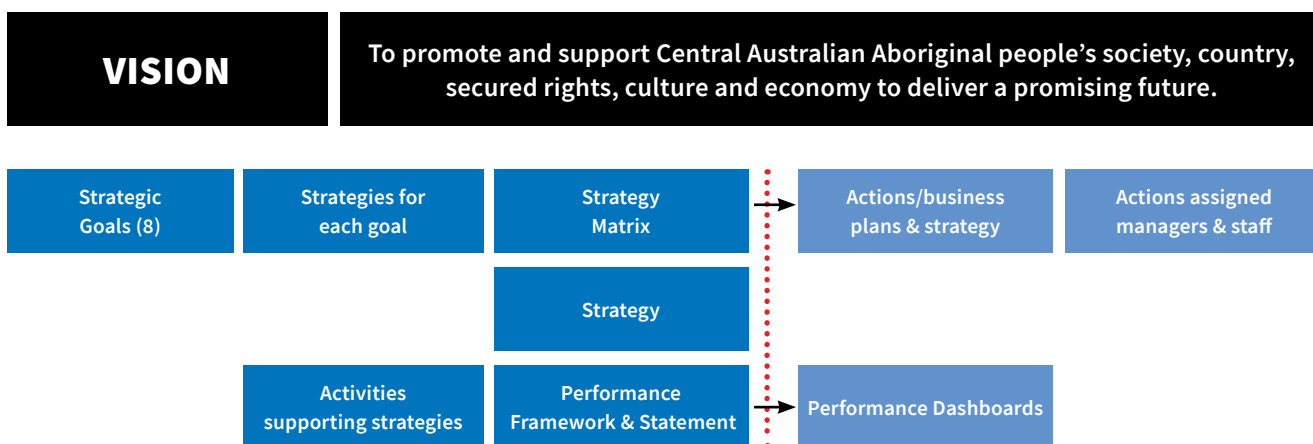 VISION
To promote and support Central Australian Aboriginal people’s society, country,
secured rights, culture and economy to deliver a promising future.
Strategic
Goals (8)
Strategies for
each goal
Strategy
Matrix
Actions/business
plans & strategy
Actions assigned
managers & staff
Strategy
Activities
supporting strategies
Performance
Framework & Statement
Performance Dashboards